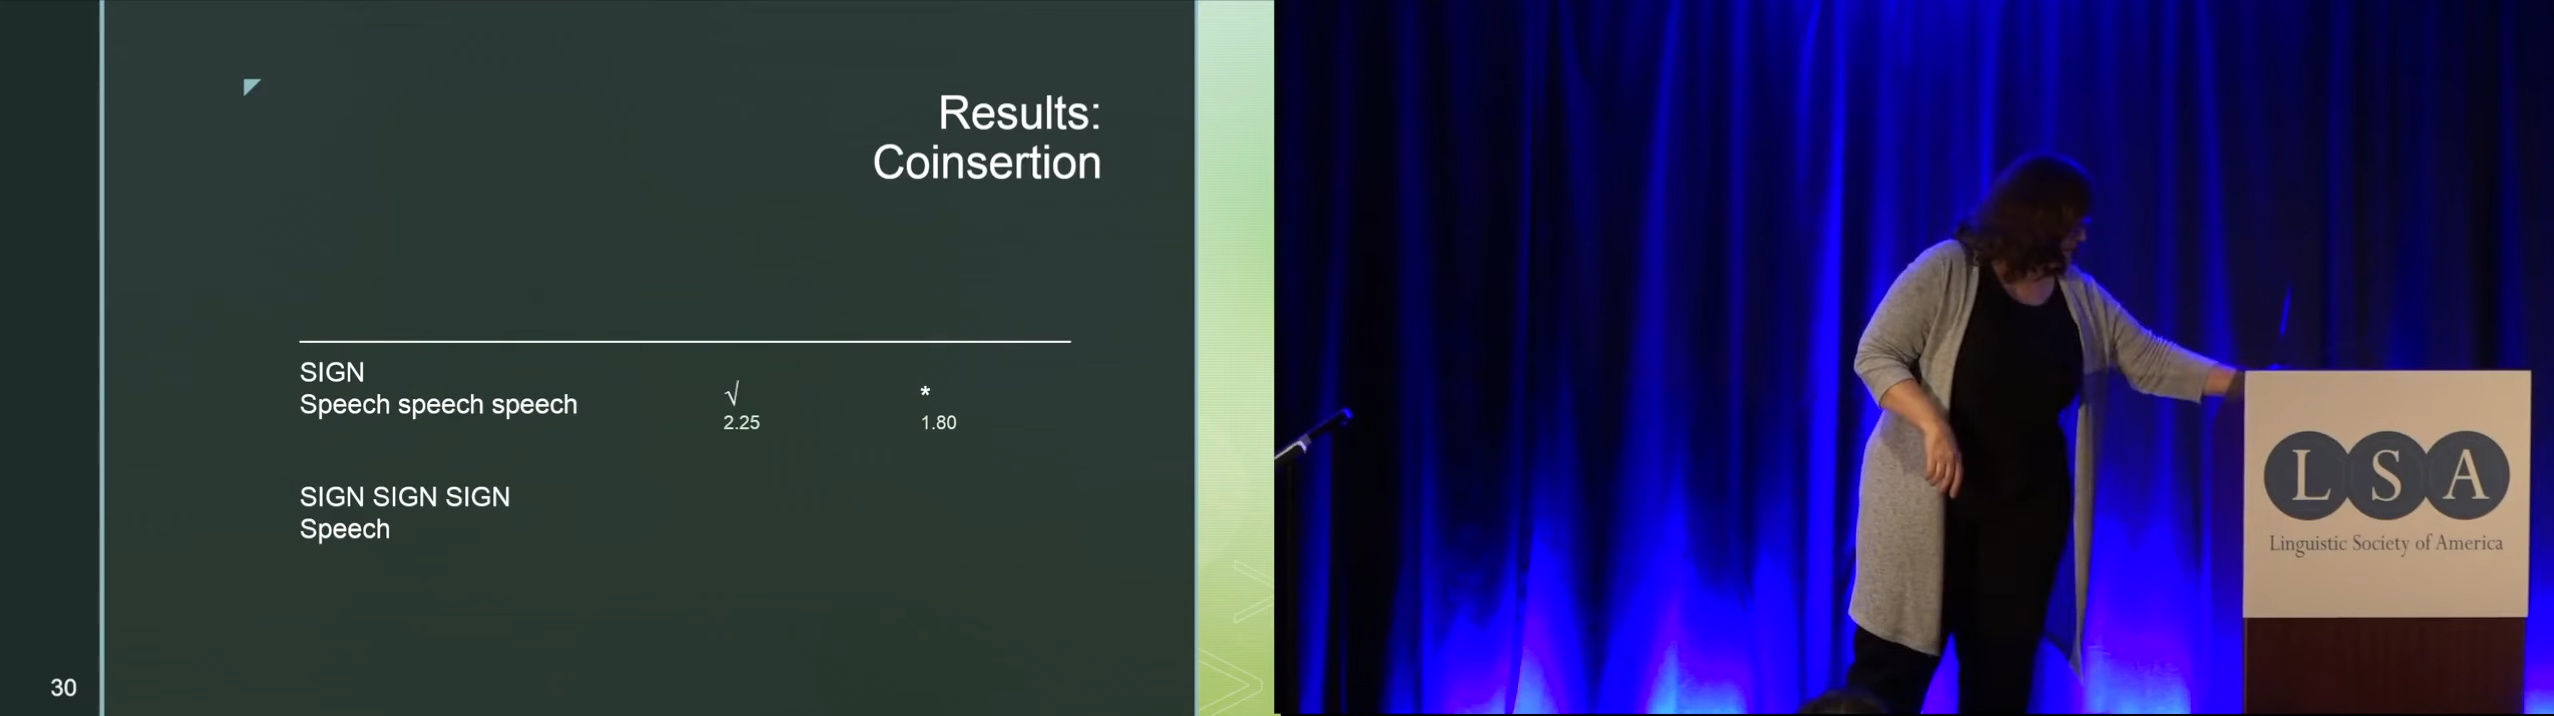 Results:
Coinsertion
SIGN
Speech speech speech
√
*
2.25
1.80
SIGN SIGN SIGN
Speech
30
L S A
Linguistic Society of America